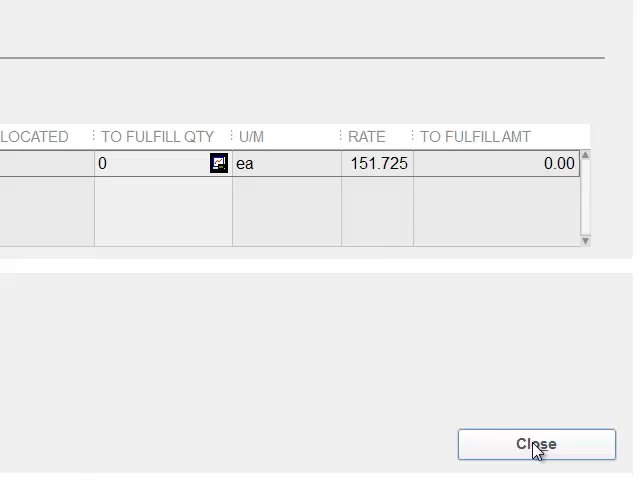 LOCATED TO FULFILL QTY U/M RATE TO FULFILL AMT
0 ea 151.725 0.00
Close